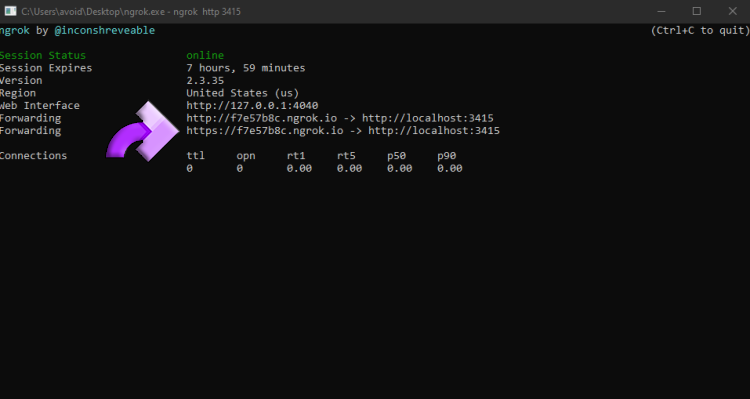 C:\Users\avoid\Desktop\ngrok.exe - ngrok  http 3415
ngrok by @inconshreveable (Ctrl+C to quit)
Session Status online
Session Expires 7 hours, 59 minutes
Version 2.3.35
Region United States (us)
Web Interface http://127.0.0.1:4040
Forwarding http://f7e57b8c.ngrok.io -> http://localhost:3415
Forwarding https://f7e57b8c.ngrok.io -> http://localhost:3415
Connections ttl opn rt1 rt5 p50 p90
0 0 0.00 0.00 0.00 0.00